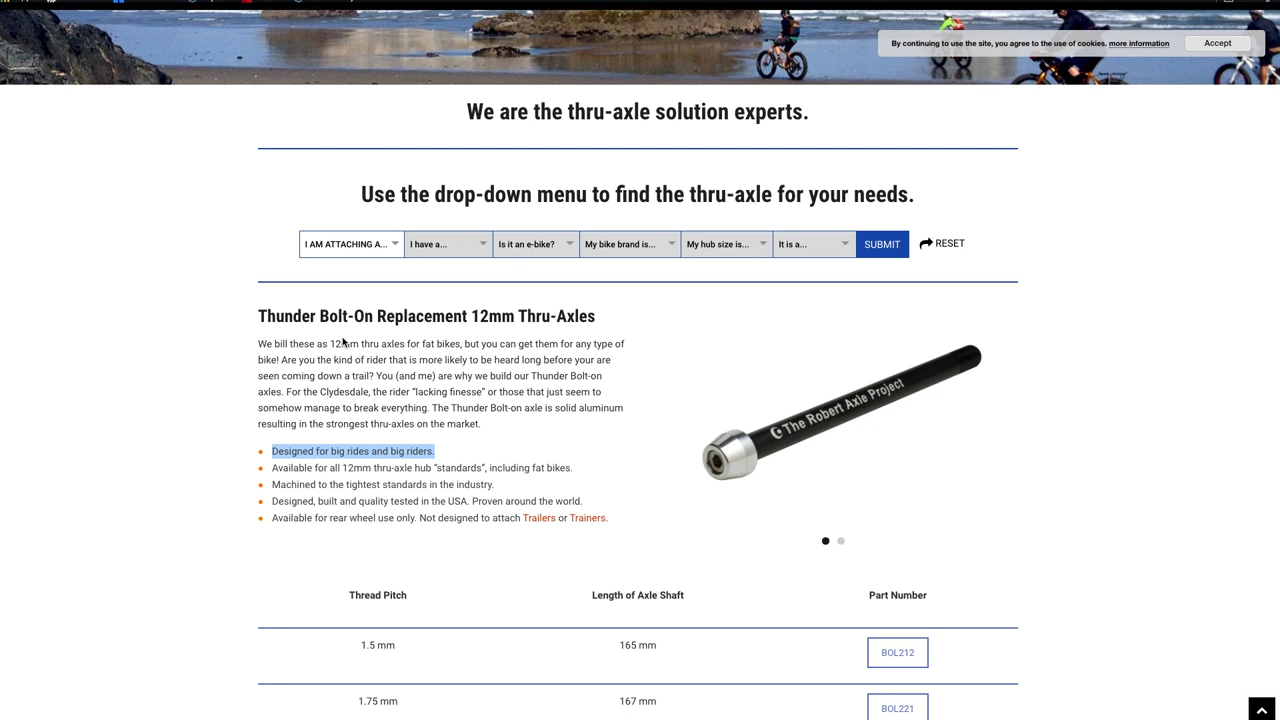 By continuing to use the site, you agree to the use of cookies. more information
Accept
We are the thru-axle solution experts.
Use the drop-down menu to find the thru-axle for your needs.
I AM ATTACHING A... I have a... Is it an e-bike? My bike brand is... My hub size is... It is a... SUBMIT RESET
Thunder Bolt-On Replacement 12mm Thru-Axles
We bill these as 12mm thru axles for fat bikes, but you can get them for any type of
bike! Are you the kind of rider that is more likely to be heard long before your are
seen coming down a trail? You (and me) are why we build our Thunder Bolt-on
axles. For the Clydesdale, the rider “lacking finesse” or those that just seem to
somehow manage to break everything. The Thunder Bolt-on axle is solid aluminum
resulting in the strongest thru-axles on the market.
Designed for big rides and big riders.
Available for all 12mm thru-axle hub “standards”, including fat bikes.
Machined to the tightest standards in the industry.
Designed, built and quality tested in the USA. Proven around the world.
Available for rear wheel use only. Not designed to attach Trailers or Trainers.
The Robert Axle Project
Thread Pitch Length of Axle Shaft Part Number
1.5 mm 165 mm BOL212
1.75 mm 167 mm BOL221